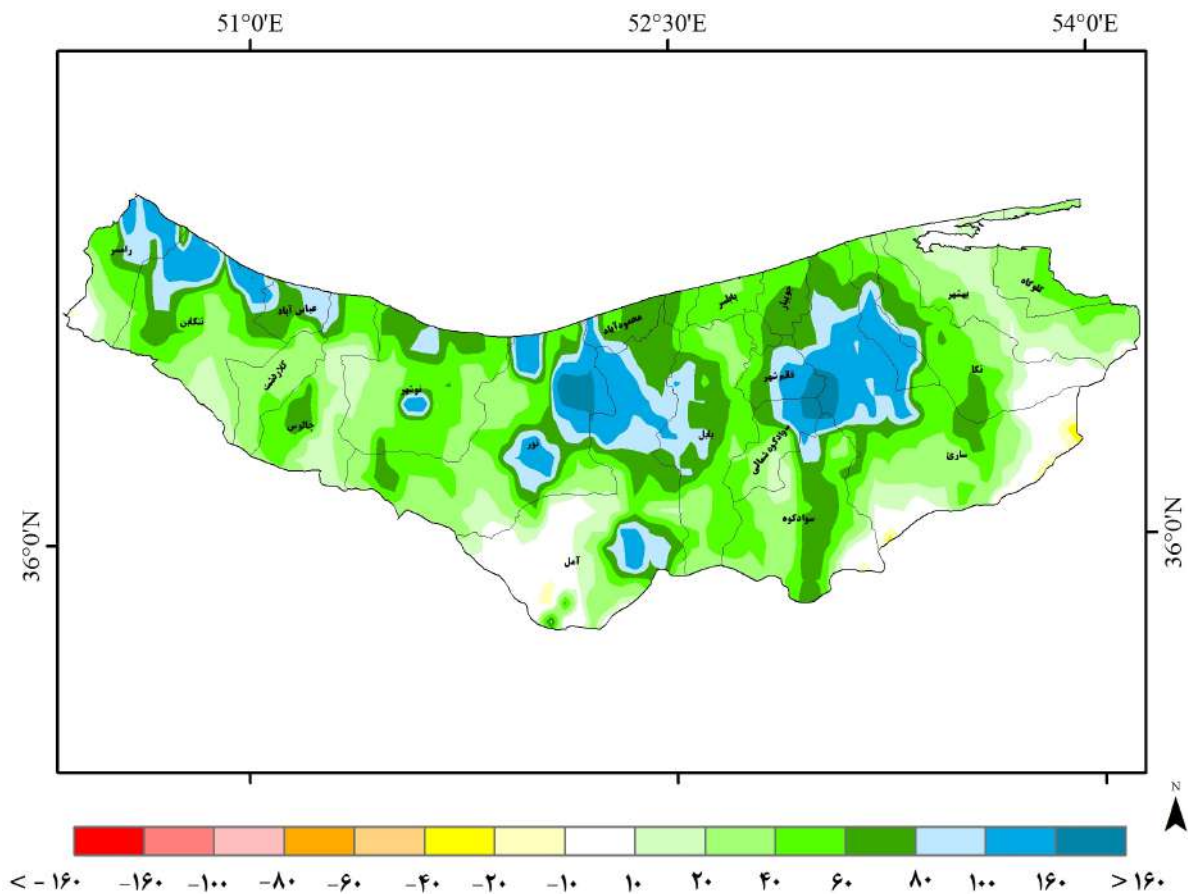 51°0'E 52°30'E 54°0'E
رامسر
تنکابن
عباس آباد
کلاردشت
چالوس
نوشهر
نور
محمودآباد
آمل
بابل
بابلسر
جویبار
قائم شهر
سوادکوه شمالی
سوادکوه
ساری
نکا
بهشهر
گلوگاه
36°0'N 36°0'N
N
< -۱۶۰ -۱۶۰ -۱۰۰ -۸۰ -۶۰ -۴۰ -۲۰ -۱۰ ۱۰ ۲۰ ۴۰ ۶۰ ۸۰ ۱۰۰ ۱۶۰ >۱۶۰